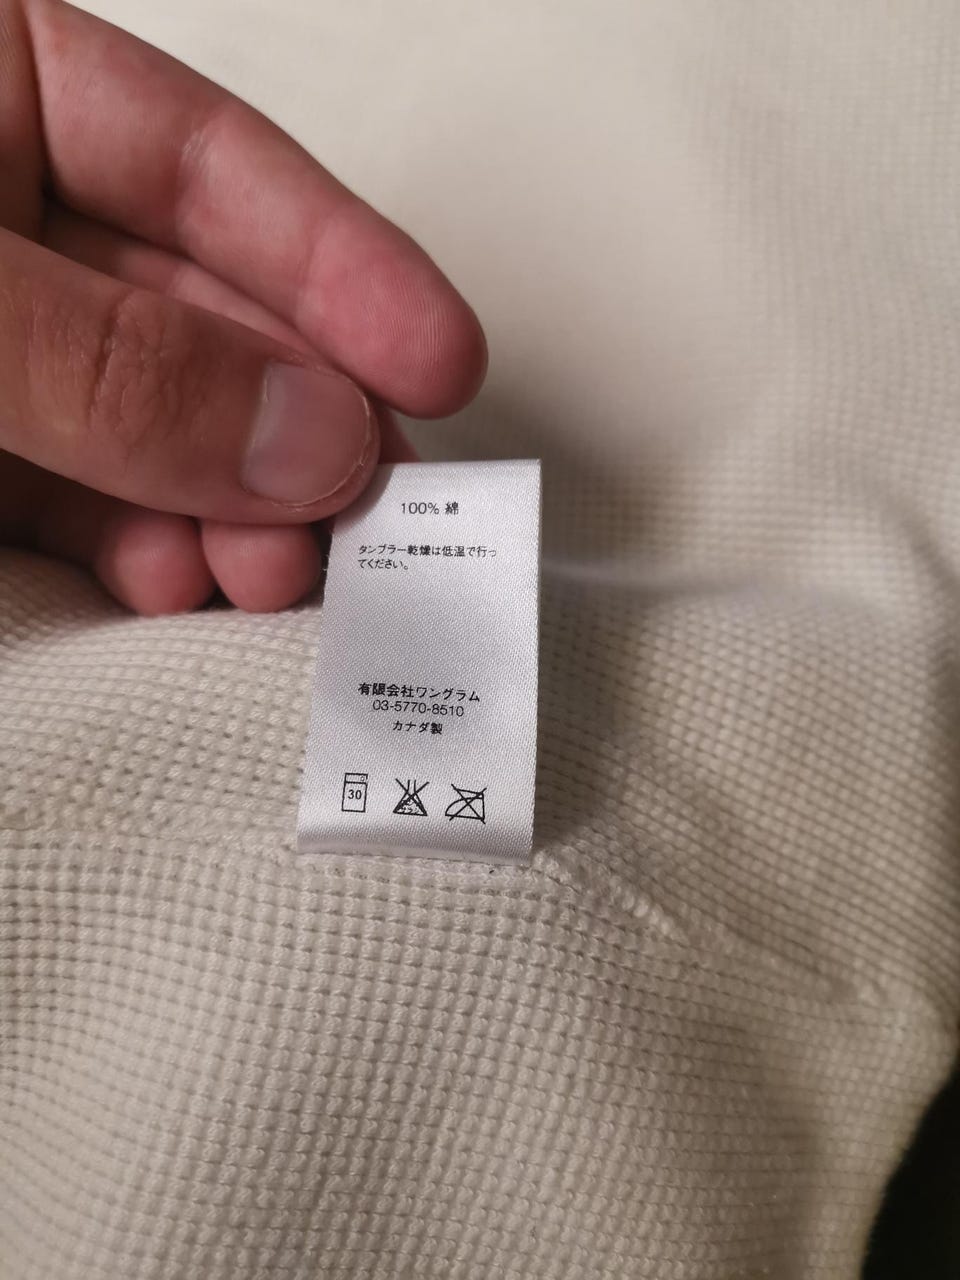 100% 綿
タンブラー乾燥は低温で行っ
てください。
有限会社ワングラム
03-5770-8510
カナダ製
30